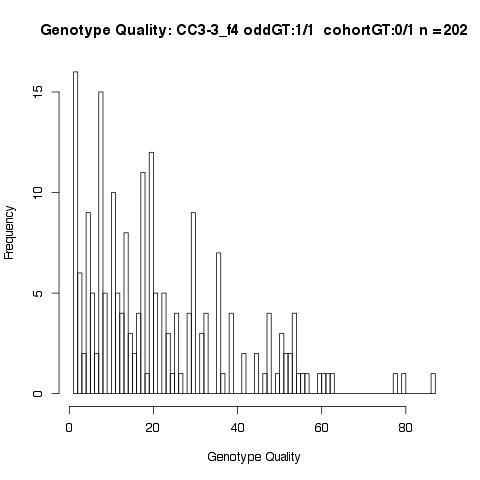 Genotype Quality: CC3-3_f4 oddGT:1/1  cohortGT:0/1 n =202
Frequency
15
10
5
0
0 20 40 60 80
Genotype Quality